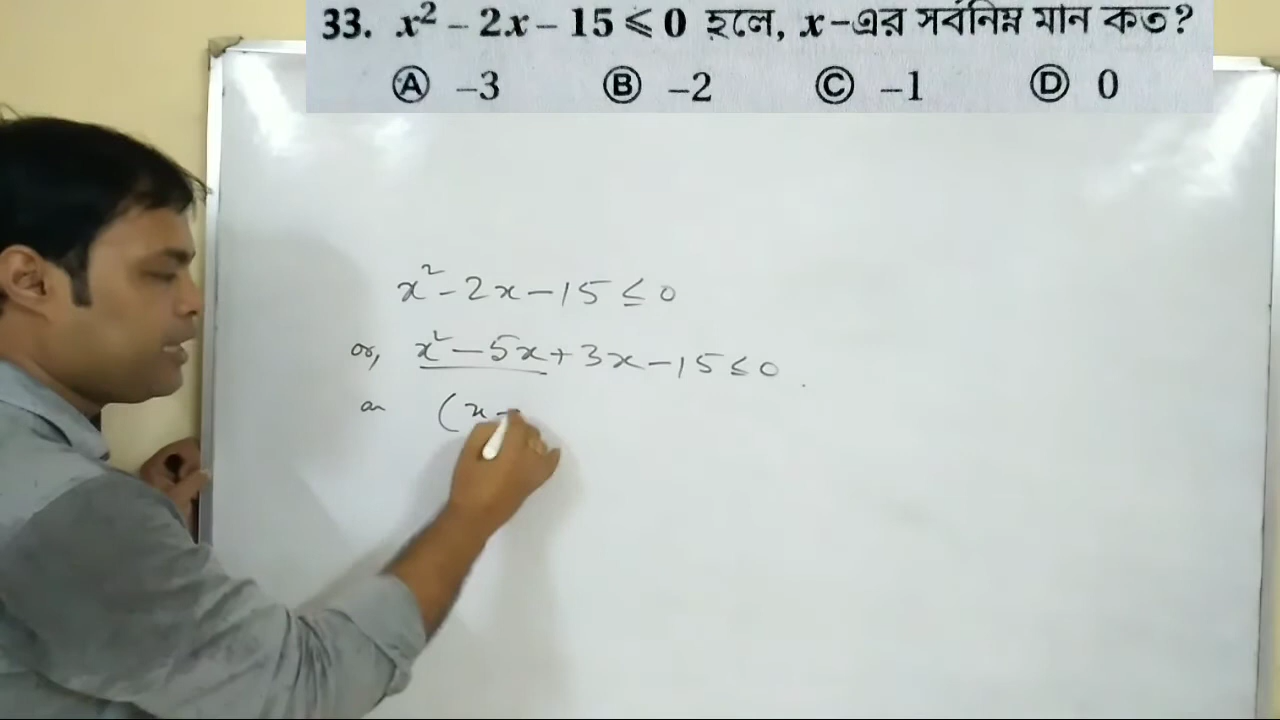 33. x² – 2x – 15 ⩽ 0 হলে, x–এর সর্বনিম্ন মান কত?
Ⓐ –3 Ⓑ –2 Ⓒ –1 Ⓓ 0
x² - 2x - 15 ≤ 0
or, x² - 5x + 3x - 15 ≤ 0
or (x -